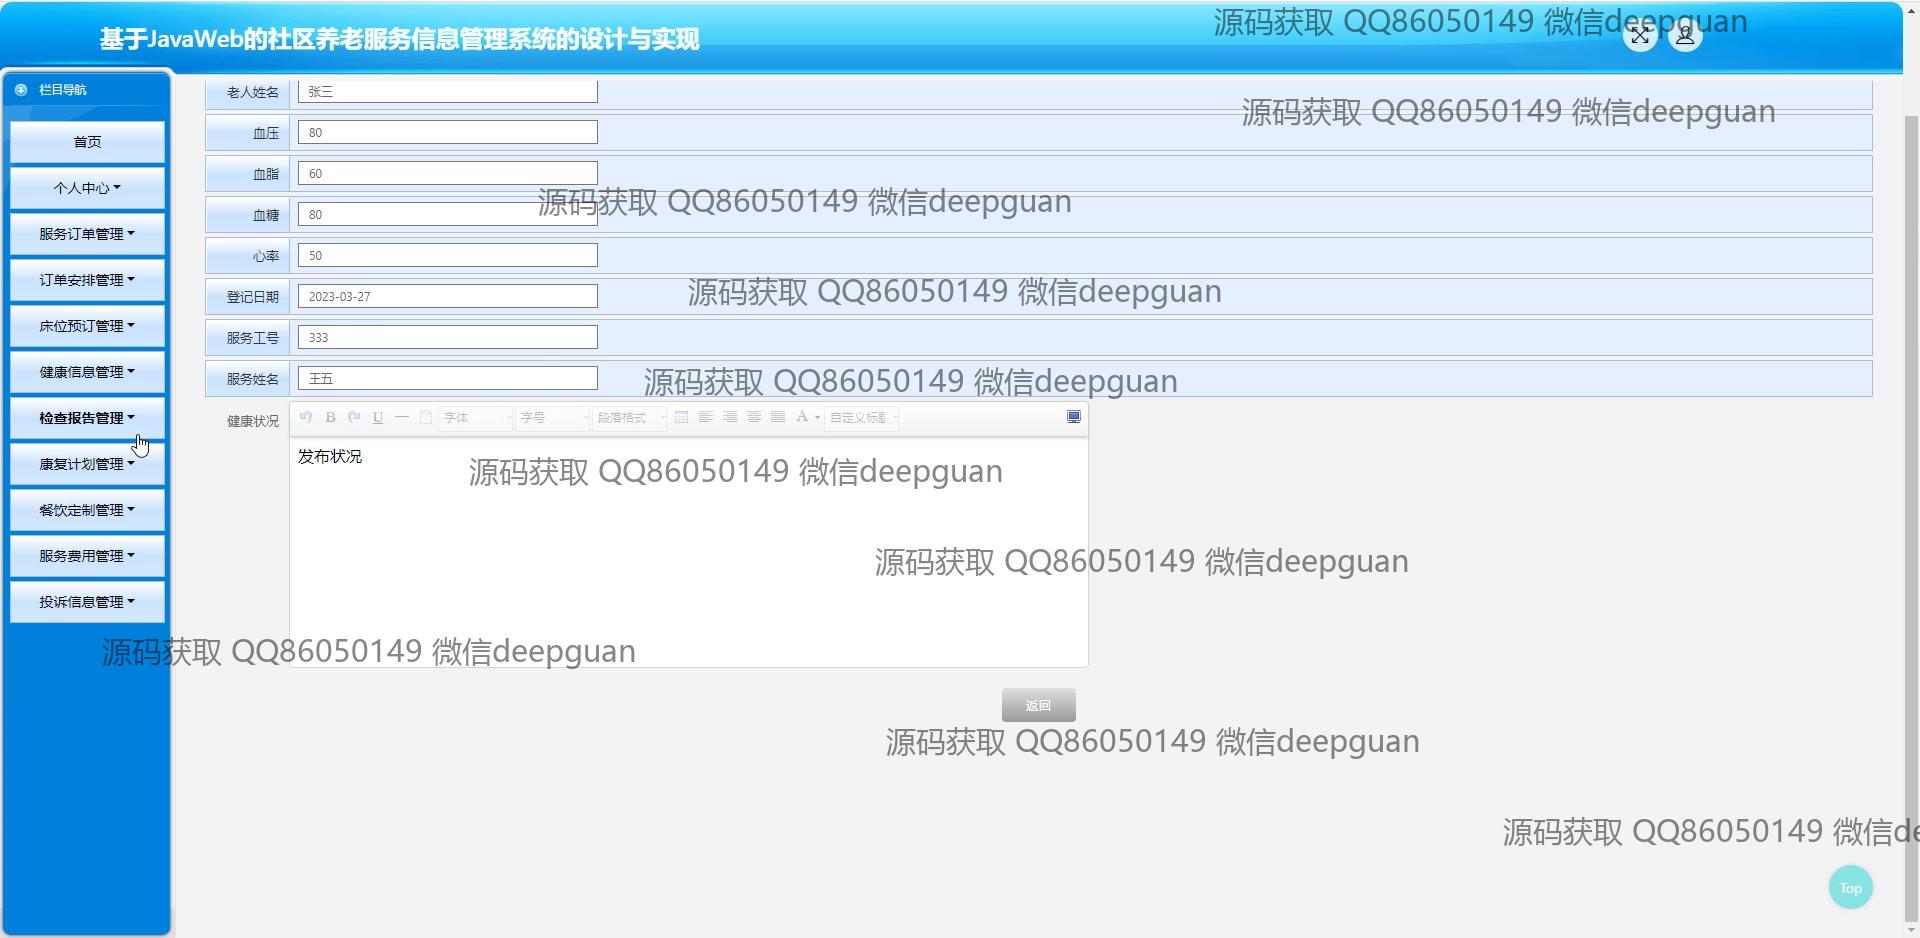 源码获取 QQ86050149 微信deepguan
基于JavaWeb的社区养老服务信息管理系统的设计与实现
栏目导航
首页
个人中心
服务订单管理
订单安排管理
床位预订管理
健康信息管理
检查报告管理
康复计划管理
餐饮定制管理
服务费用管理
投诉信息管理
老人姓名 张三
源码获取 QQ86050149 微信deepguan
血压 80
血脂 60
源码获取 QQ86050149 微信deepguan
血糖 80
心率 50
登记日期 2023-03-27
源码获取 QQ86050149 微信deepguan
服务工号 333
服务姓名 王五
源码获取 QQ86050149 微信deepguan
健康状况 B U 字体 字号 段落格式 A 自定义标题
发布状况
源码获取 QQ86050149 微信deepguan
源码获取 QQ86050149 微信deepguan
源码获取 QQ86050149 微信deepguan
返回
源码获取 QQ86050149 微信deepguan
源码获取 QQ86050149 微信de
Top